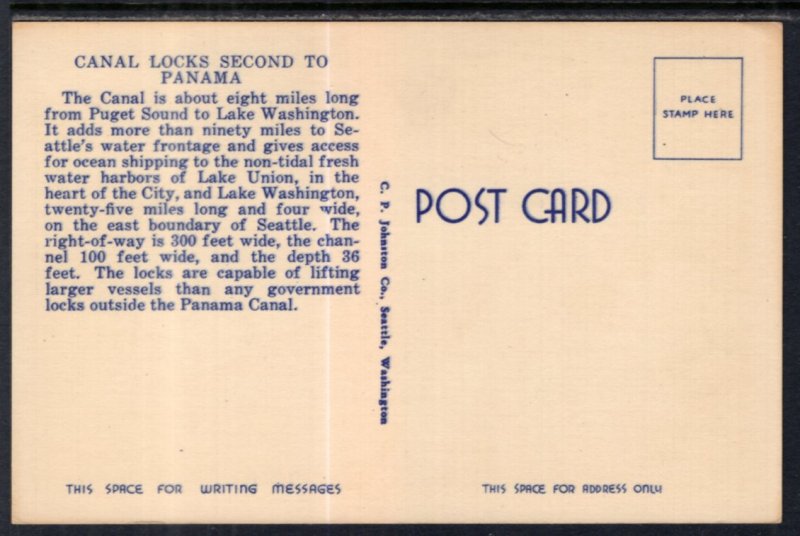 CANAL LOCKS SECOND TO
PANAMA
The Canal is about eight miles long
from Puget Sound to Lake Washington.
It adds more than ninety miles to Se-
attle's water frontage and gives access
for ocean shipping to the non-tidal fresh
water harbors of Lake Union, in the
heart of the City, and Lake Washington,
twenty-five miles long and four wide,
on the east boundary of Seattle. The
right-of-way is 300 feet wide, the chan-
nel 100 feet wide, and the depth 36
feet. The locks are capable of lifting
larger vessels than any government
locks outside the Panama Canal.
THIS SPACE FOR WRITING MESSAGES
C. P. Johnston Co., Seattle, Washington
PLACE
STAMP HERE
POST CARD
THIS SPACE FOR ADDRESS ONLY